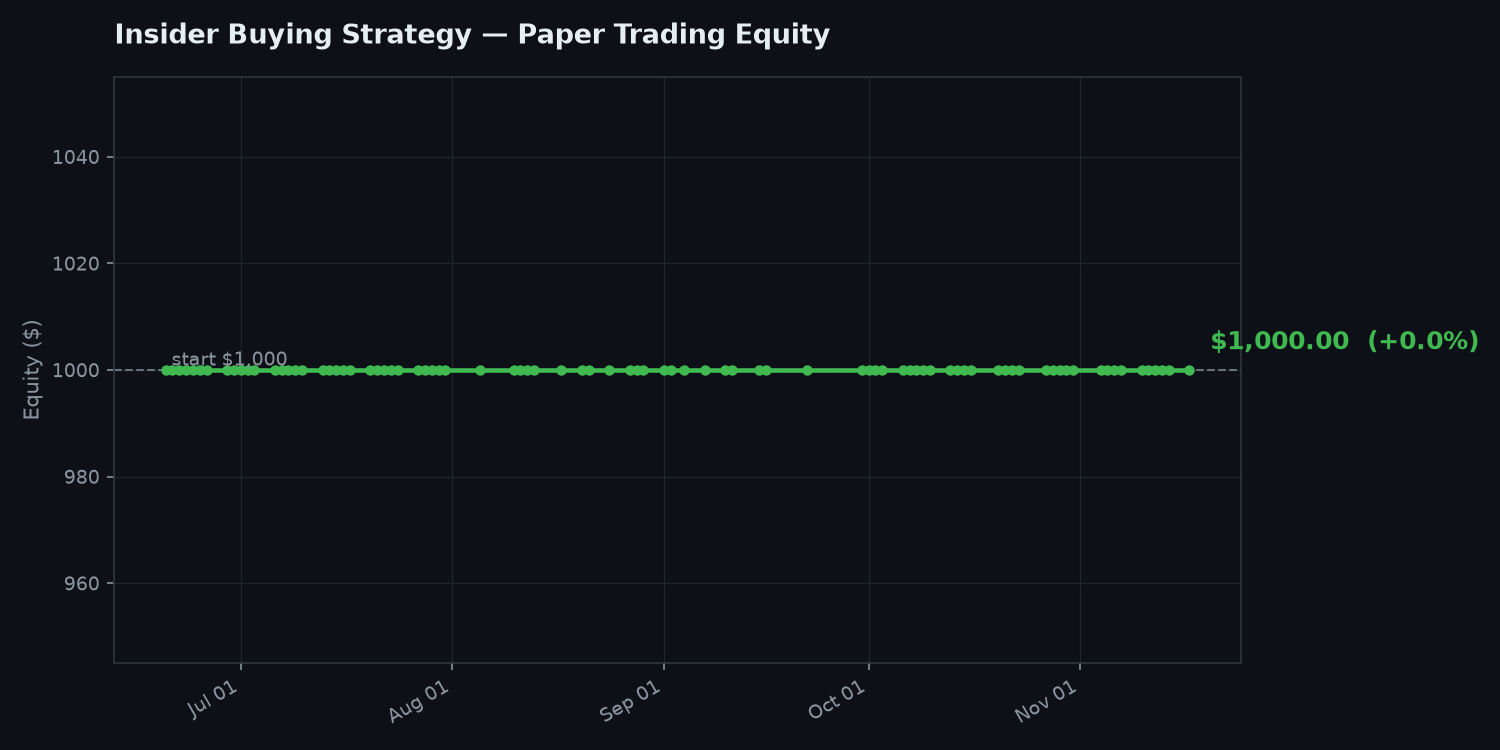 Insider Buying Strategy — Paper Trading Equity
1040
1020
$1,000.00 (+0.0%)
start $1,000
1000
Equity ($)
980
960
Jul 01
Aug 01
Sep 01
Oct 01
Nov 01